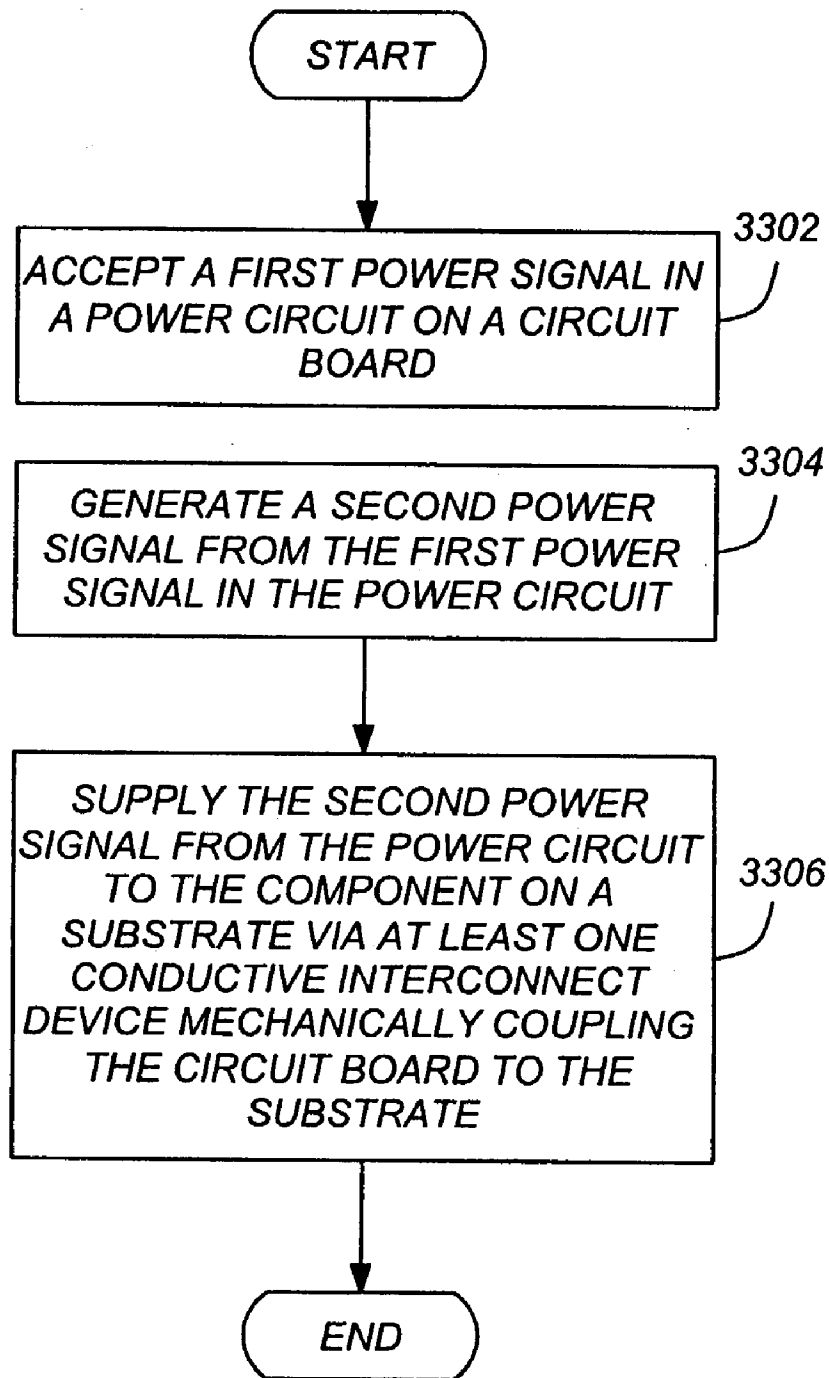 START
3302
ACCEPT A FIRST POWER SIGNAL IN
A POWER CIRCUIT ON A CIRCUIT
BOARD
3304
GENERATE A SECOND POWER
SIGNAL FROM THE FIRST POWER
SIGNAL IN THE POWER CIRCUIT
SUPPLY THE SECOND POWER
SIGNAL FROM THE POWER CIRCUIT
TO THE COMPONENT ON A
SUBSTRATE VIA AT LEAST ONE
CONDUCTIVE INTERCONNECT
DEVICE MECHANICALLY COUPLING
THE CIRCUIT BOARD TO THE
SUBSTRATE
3306
END